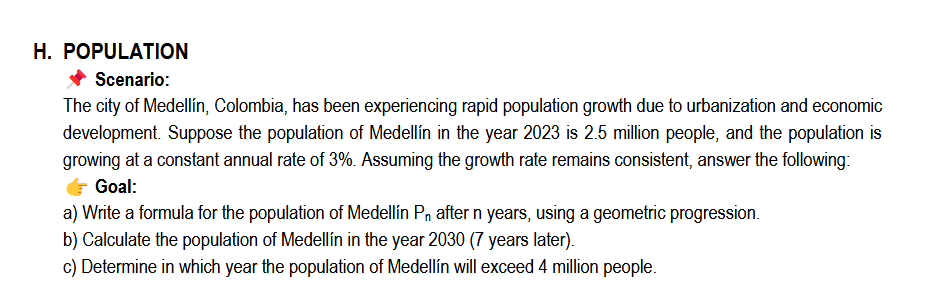 H. POPULATION
📌 Scenario:
The city of Medellín, Colombia, has been experiencing rapid population growth due to urbanization and economic
development. Suppose the population of Medellín in the year 2023 is 2.5 million people, and the population is
growing at a constant annual rate of 3%. Assuming the growth rate remains consistent, answer the following:
👉 Goal:
a) Write a formula for the population of Medellín Pₙ after n years, using a geometric progression.
b) Calculate the population of Medellín in the year 2030 (7 years later).
c) Determine in which year the population of Medellín will exceed 4 million people.